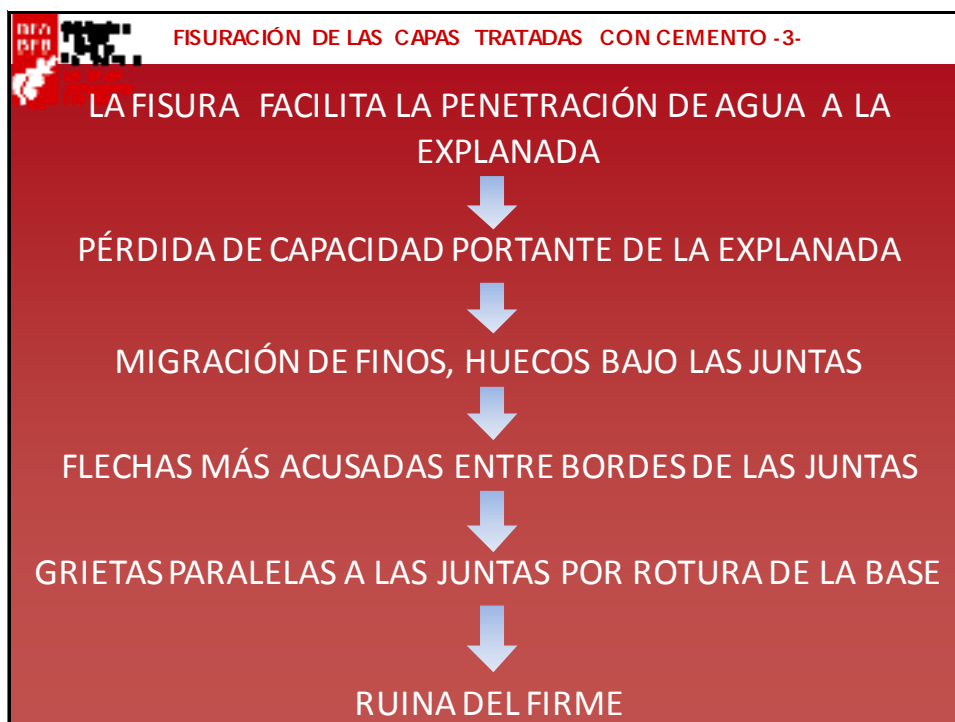 FISURACIÓN DE LAS CAPAS TRATADAS CON CEMENTO -3-
LA FISURA FACILITA LA PENETRACIÓN DE AGUA A LA
EXPLANADA
PÉRDIDA DE CAPACIDAD PORTANTE DE LA EXPLANADA
MIGRACIÓN DE FINOS, HUECOS BAJO LAS JUNTAS
FLECHAS MÁS ACUSADAS ENTRE BORDES DE LAS JUNTAS
GRIETAS PARALELAS A LAS JUNTAS POR ROTURA DE LA BASE
RUINA DEL FIRME